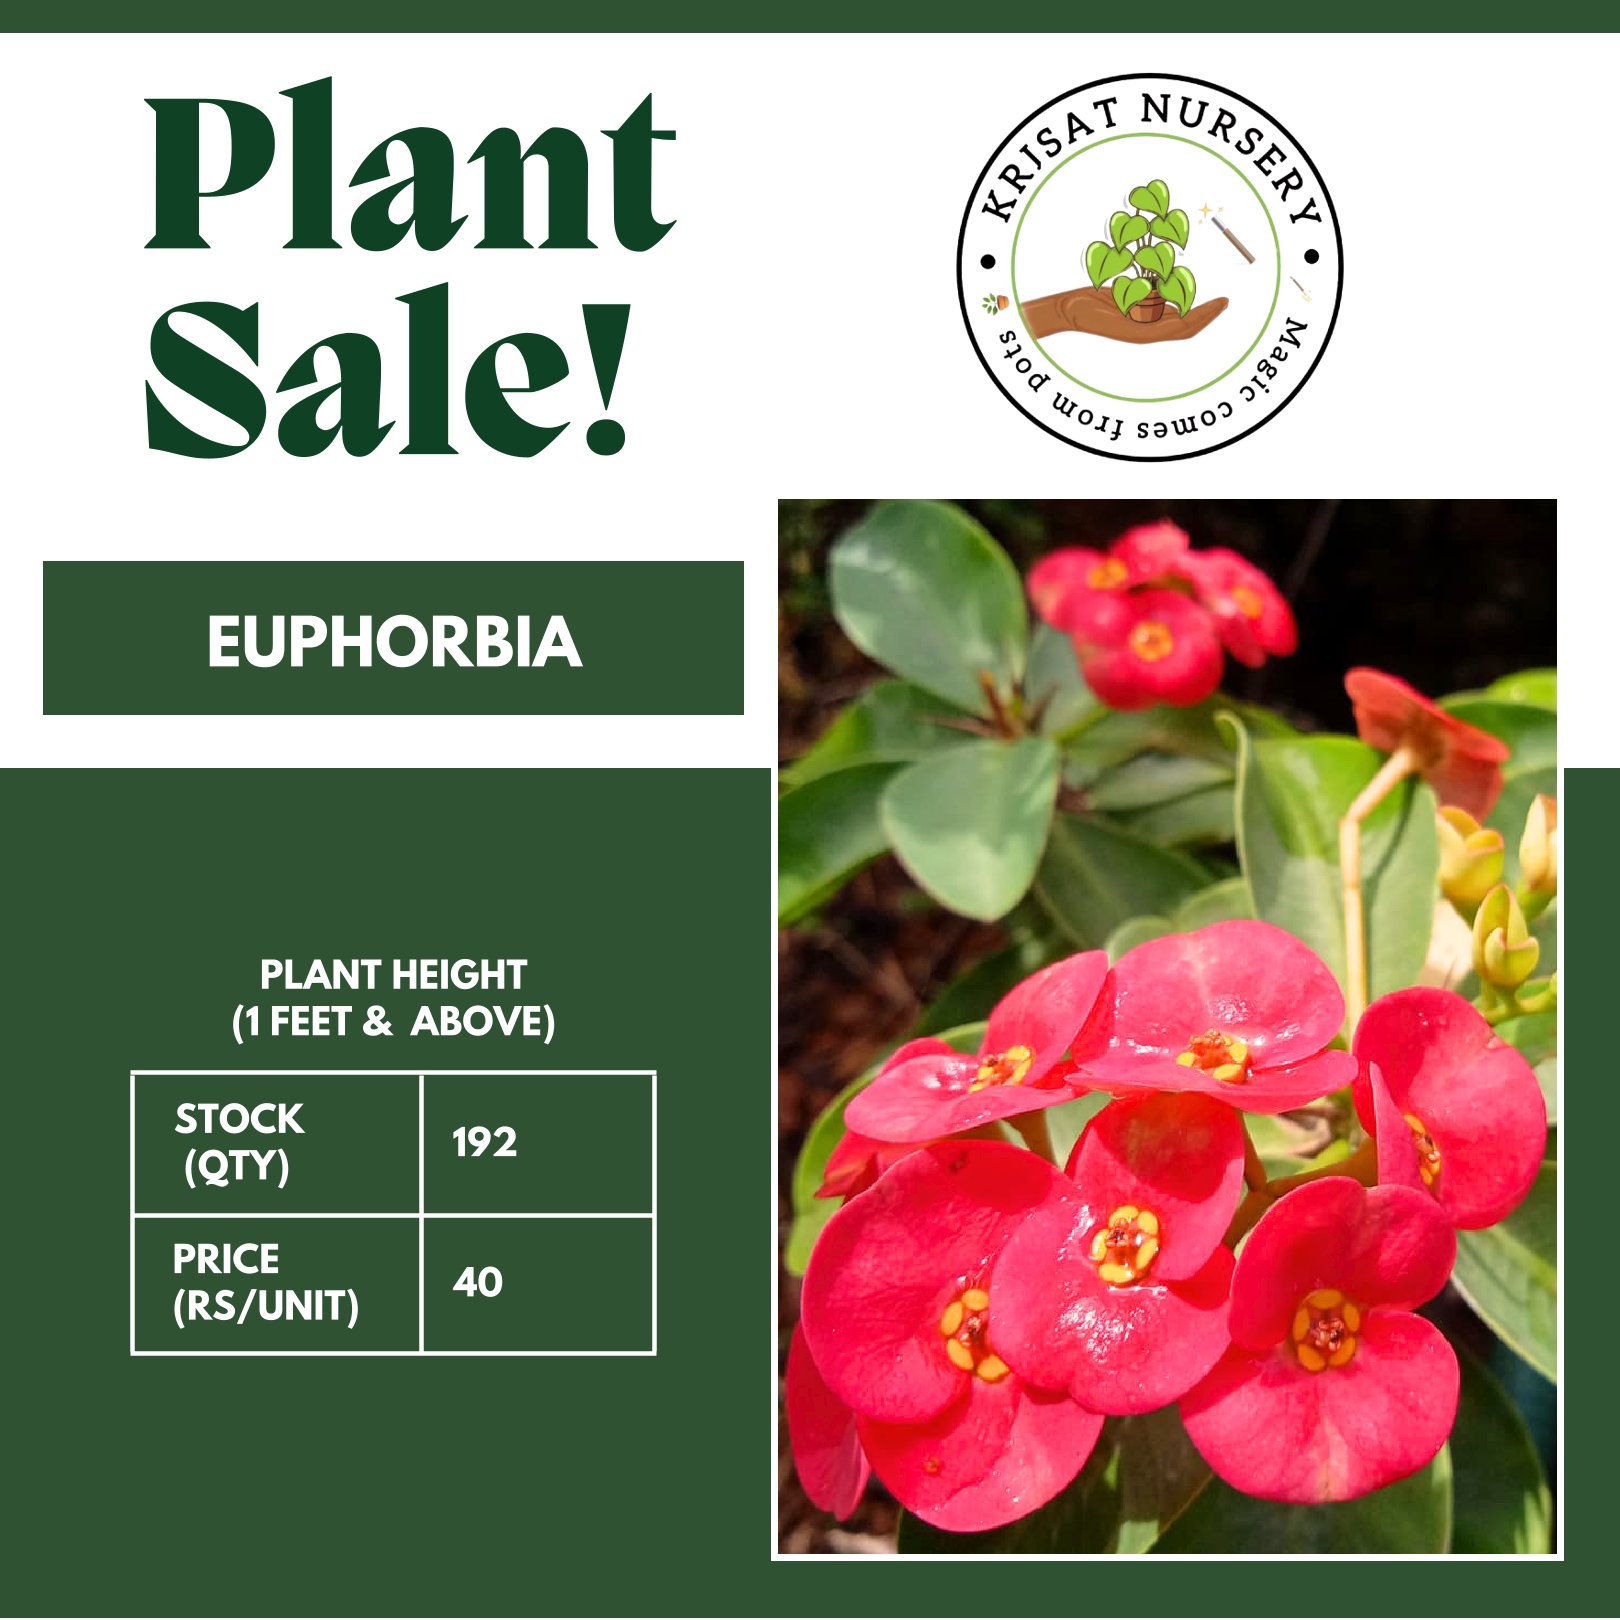 Plant
Sale!
KRJSAT NURSERY
Magic comes from pots
EUPHORBIA
PLANT HEIGHT
(1 FEET & ABOVE)
STOCK
(QTY)
192
PRICE
(RS/UNIT)
40